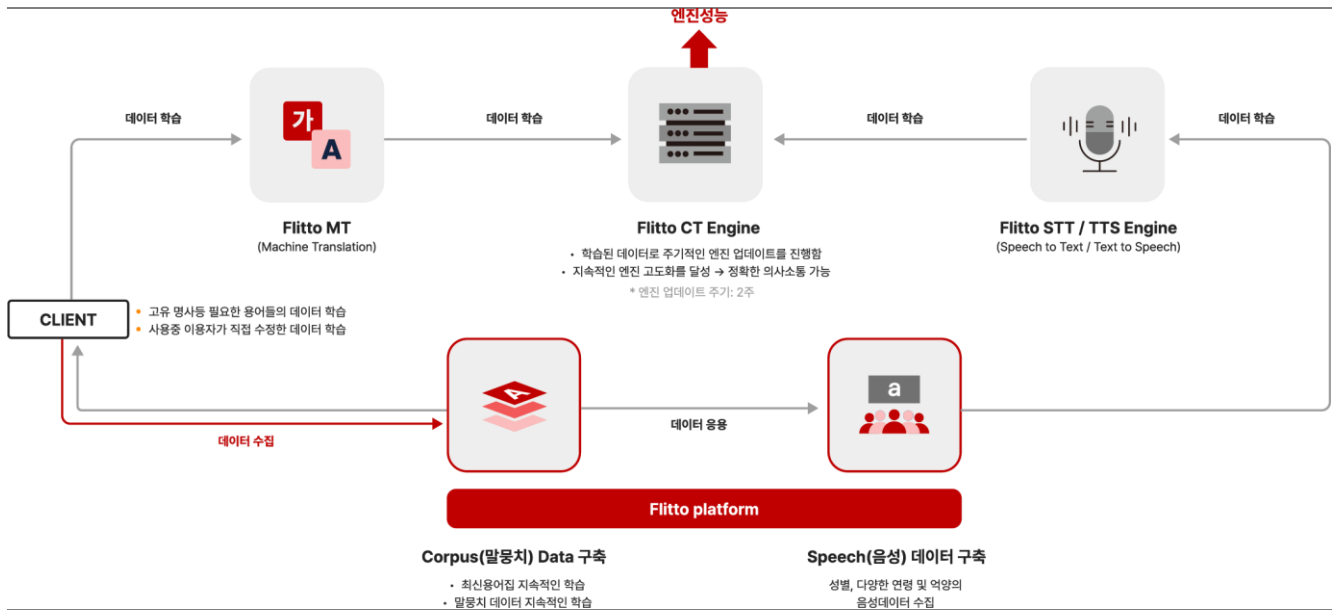 엔진성능
데이터 학습
데이터 학습
데이터 학습
데이터 학습
가
A
Flitto MT
(Machine Translation)
Flitto CT Engine
• 학습된 데이터로 주기적인 엔진 업데이트를 진행함
• 지속적인 엔진 고도화를 달성 → 정확한 의사소통 가능
* 엔진 업데이트 주기: 2주
Flitto STT / TTS Engine
(Speech to Text / Text to Speech)
CLIENT
• 고유 명사등 필요한 용어들의 데이터 학습
• 사용중 이용자가 직접 수정한 데이터 학습
A
a
데이터 수집
데이터 응용
Flitto platform
Corpus(말뭉치) Data 구축
• 최신용어집 지속적인 학습
• 말뭉치 데이터 지속적인 학습
Speech(음성) 데이터 구축
성별, 다양한 연령 및 억양의
음성데이터 수집